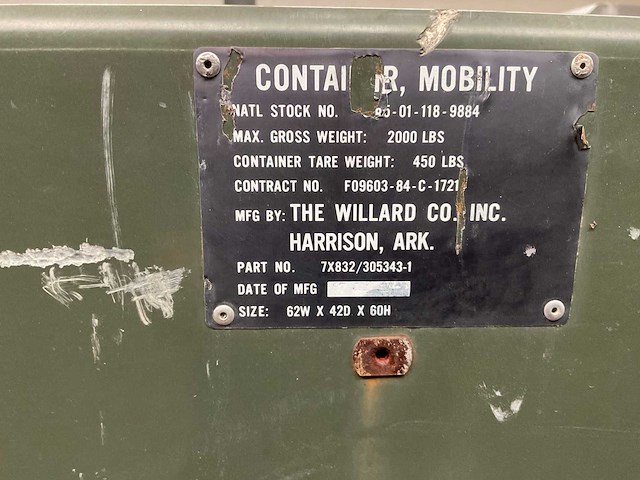 CONTAINER, MOBILITY
NATL STOCK NO. 5-01-118-9884
MAX. GROSS WEIGHT: 2000 LBS
CONTAINER TARE WEIGHT: 450 LBS
CONTRACT NO. F09603-84-C-1721
MFG BY: THE WILLARD CO. INC.
HARRISON, ARK.
PART NO. 7X832/305343-1
DATE OF MFG
SIZE: 62W X 42D X 60H